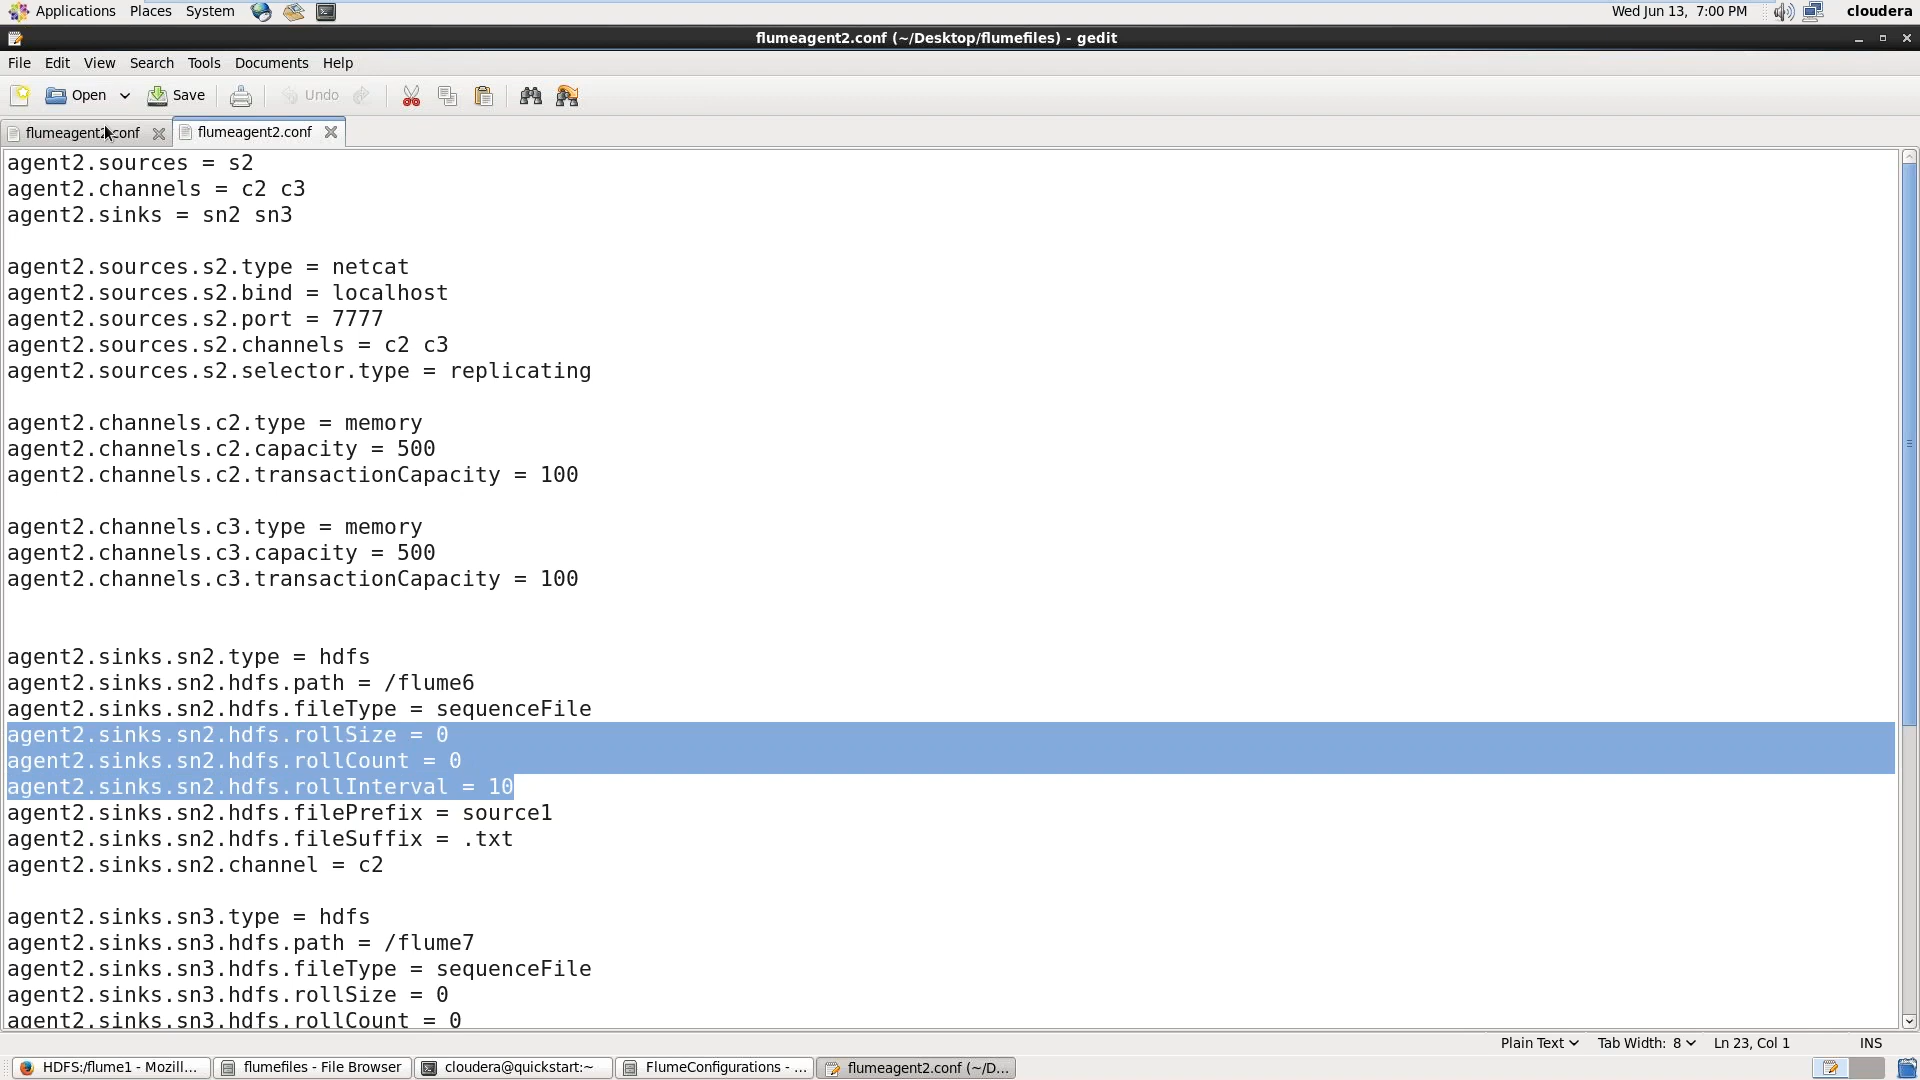 Applications Places System Wed Jun 13, 7:00 PM cloudera
flumeagent2.conf (~/Desktop/flumefiles) - gedit
File Edit View Search Tools Documents Help
Open Save Undo
flumeagent2.conf flumeagent2.conf
agent2.sources = s2
agent2.channels = c2 c3
agent2.sinks = sn2 sn3
agent2.sources.s2.type = netcat
agent2.sources.s2.bind = localhost
agent2.sources.s2.port = 7777
agent2.sources.s2.channels = c2 c3
agent2.sources.s2.selector.type = replicating
agent2.channels.c2.type = memory
agent2.channels.c2.capacity = 500
agent2.channels.c2.transactionCapacity = 100
agent2.channels.c3.type = memory
agent2.channels.c3.capacity = 500
agent2.channels.c3.transactionCapacity = 100
agent2.sinks.sn2.type = hdfs
agent2.sinks.sn2.hdfs.path = /flume6
agent2.sinks.sn2.hdfs.fileType = sequenceFile
agent2.sinks.sn2.hdfs.rollSize = 0
agent2.sinks.sn2.hdfs.rollCount = 0
agent2.sinks.sn2.hdfs.rollInterval = 10
agent2.sinks.sn2.hdfs.filePrefix = source1
agent2.sinks.sn2.hdfs.fileSuffix = .txt
agent2.sinks.sn2.channel = c2
agent2.sinks.sn3.type = hdfs
agent2.sinks.sn3.hdfs.path = /flume7
agent2.sinks.sn3.hdfs.fileType = sequenceFile
agent2.sinks.sn3.hdfs.rollSize = 0
agent2.sinks.sn3.hdfs.rollCount = 0
Plain Text Tab Width: 8 Ln 23, Col 1 INS
HDFS:/flume1 - Mozill... flumefiles - File Browser cloudera@quickstart:~ FlumeConfigurations - ... flumeagent2.conf (~/D...